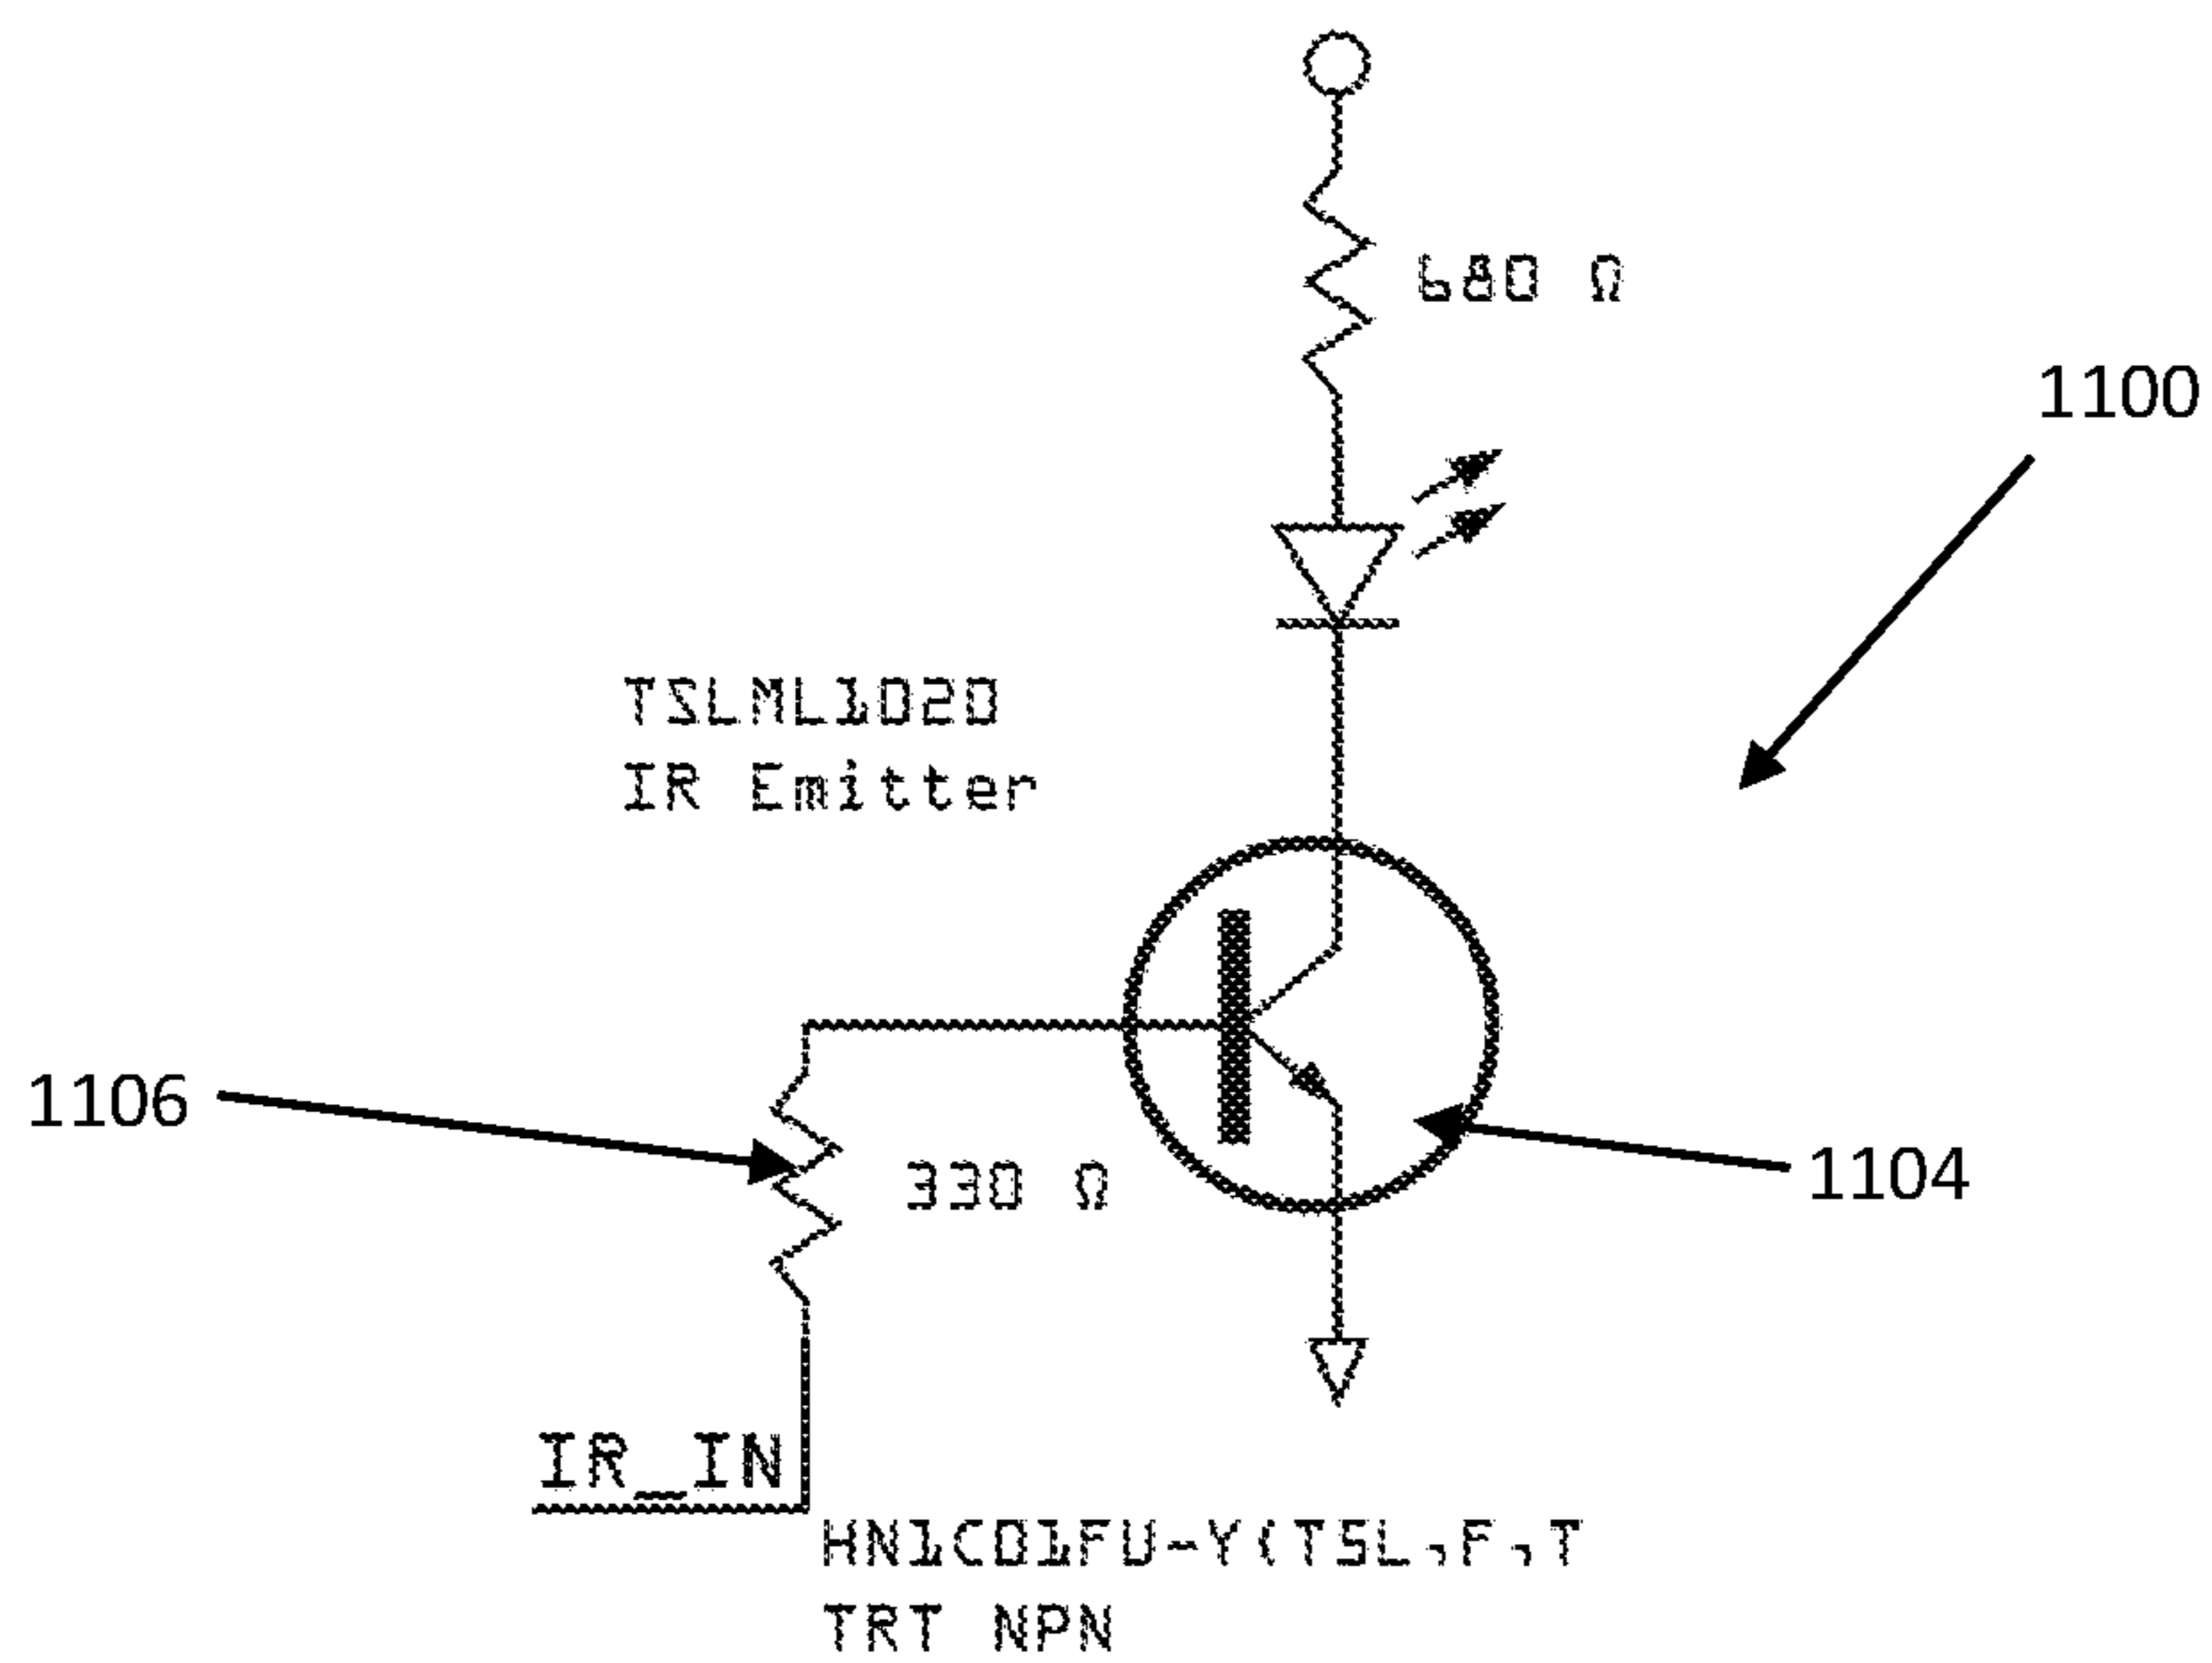 680 Ω
1100
TSLML1020
IR Emitter
1106
330 Ω
1104
IR_IN
HN1C01FU-Y(TSL,F,T
TRT NPN